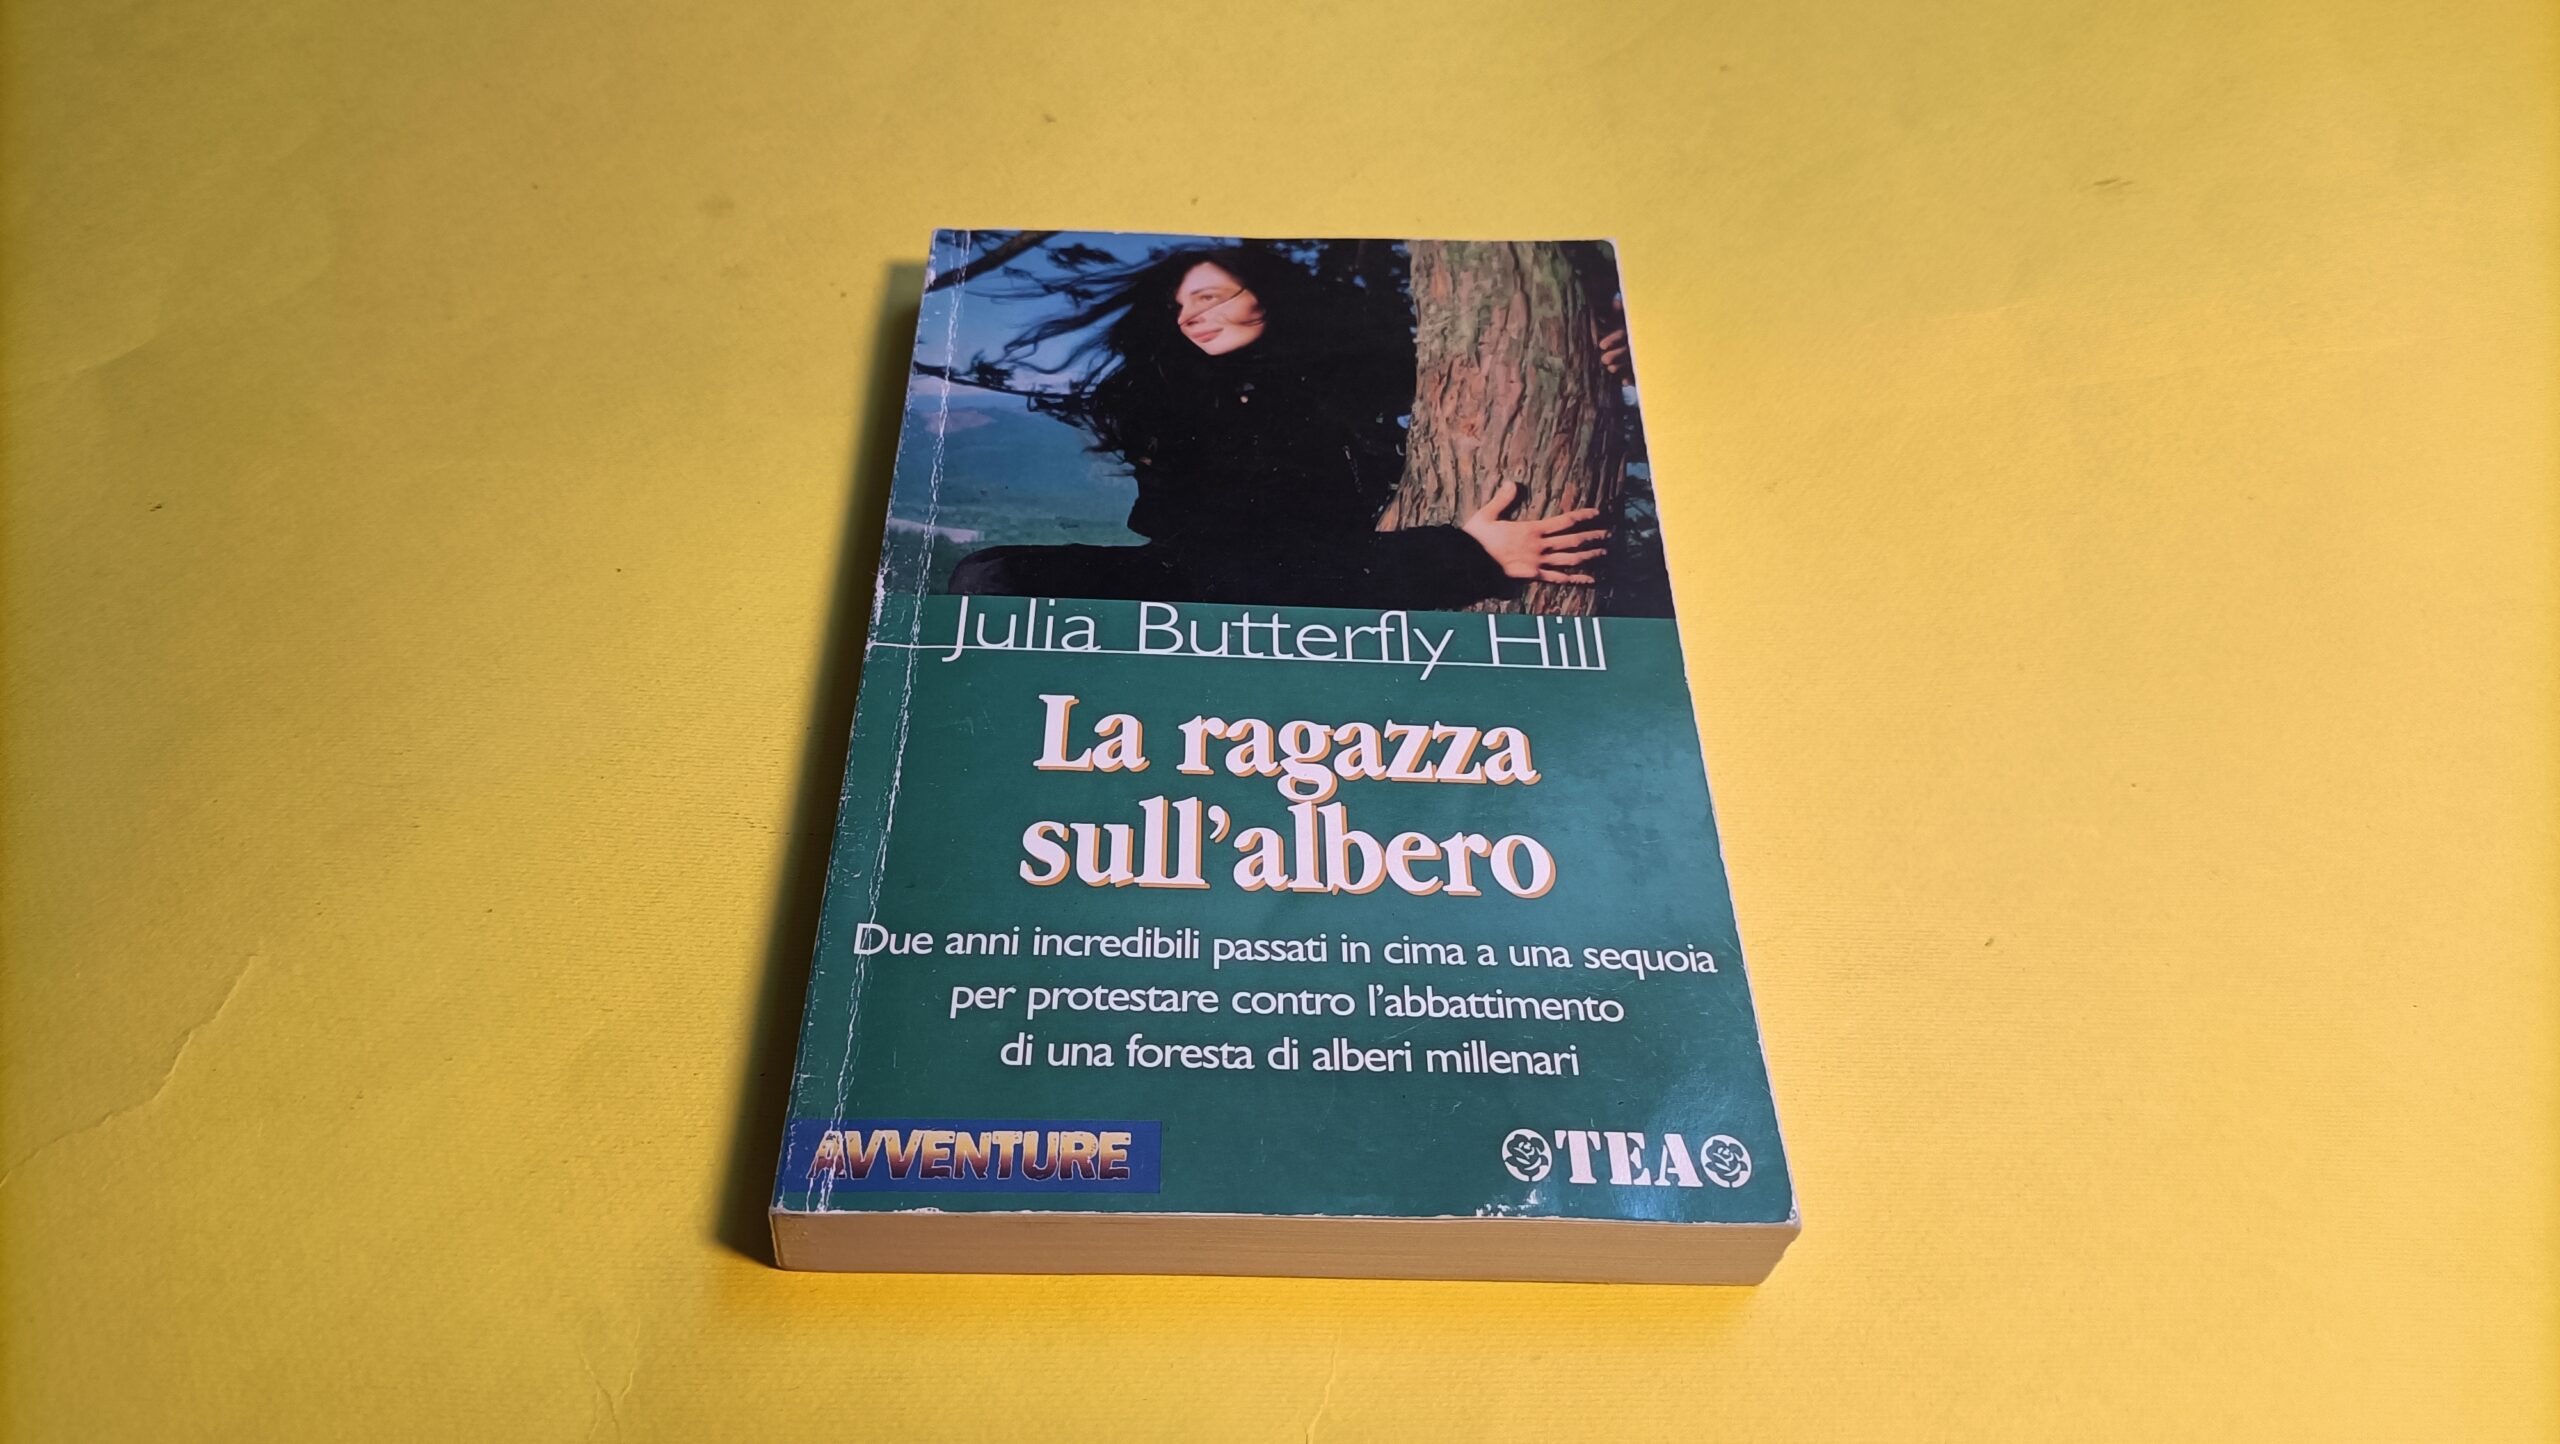 Julia Butterfly Hill
La ragazza
sull'albero
Due anni incredibili passati in cima a una sequoia
per protestare contro l'abbattimento
di una foresta di alberi millenari
AVVENTURE
TEA